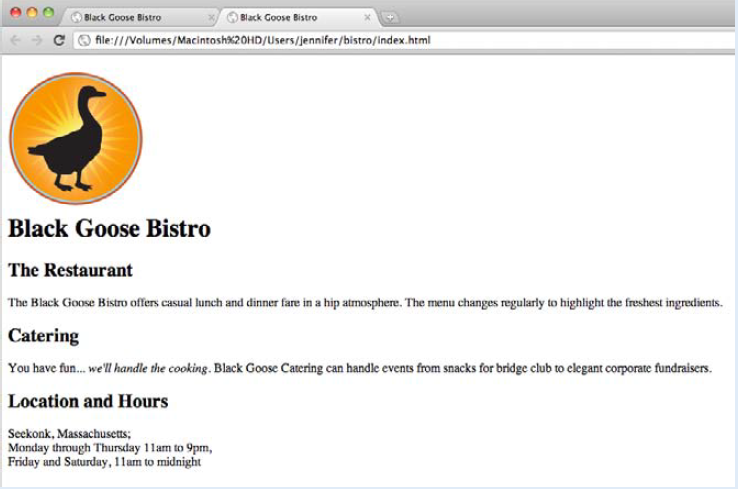 Black Goose Bistro
Black Goose Bistro
file:///Volumes/Macintosh%20HD/Users/jennifer/bistro/index.html
Black Goose Bistro
The Restaurant
The Black Goose Bistro offers casual lunch and dinner fare in a hip atmosphere. The menu changes regularly to highlight the freshest ingredients.
Catering
You have fun... we'll handle the cooking. Black Goose Catering can handle events from snacks for bridge club to elegant corporate fundraisers.
Location and Hours
Seekonk, Massachusetts;
Monday through Thursday 11am to 9pm,
Friday and Saturday, 11am to midnight